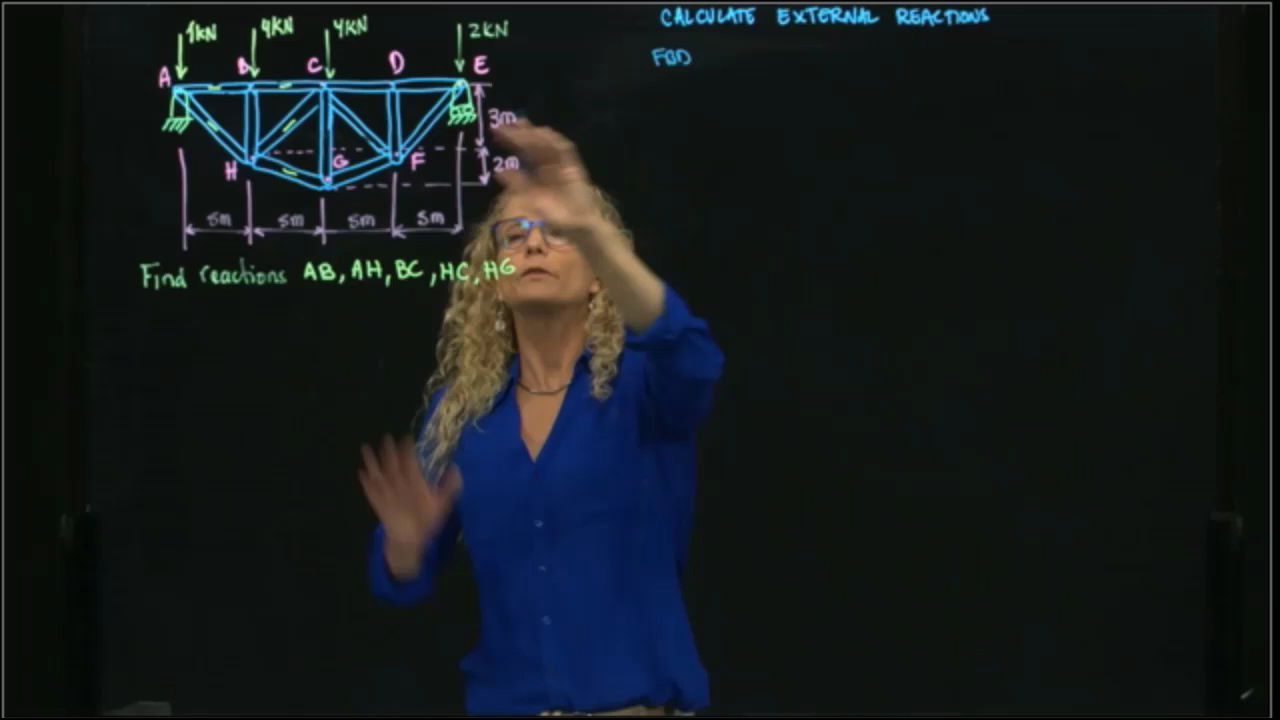 CALCULATE EXTERNAL REACTIONS
FBD
1KN 4KN 4KN 2KN
A B C D E
3m
H G F
2m
5m 5m 5m 5m
Find reactions AB, AH, BC, HC, HG